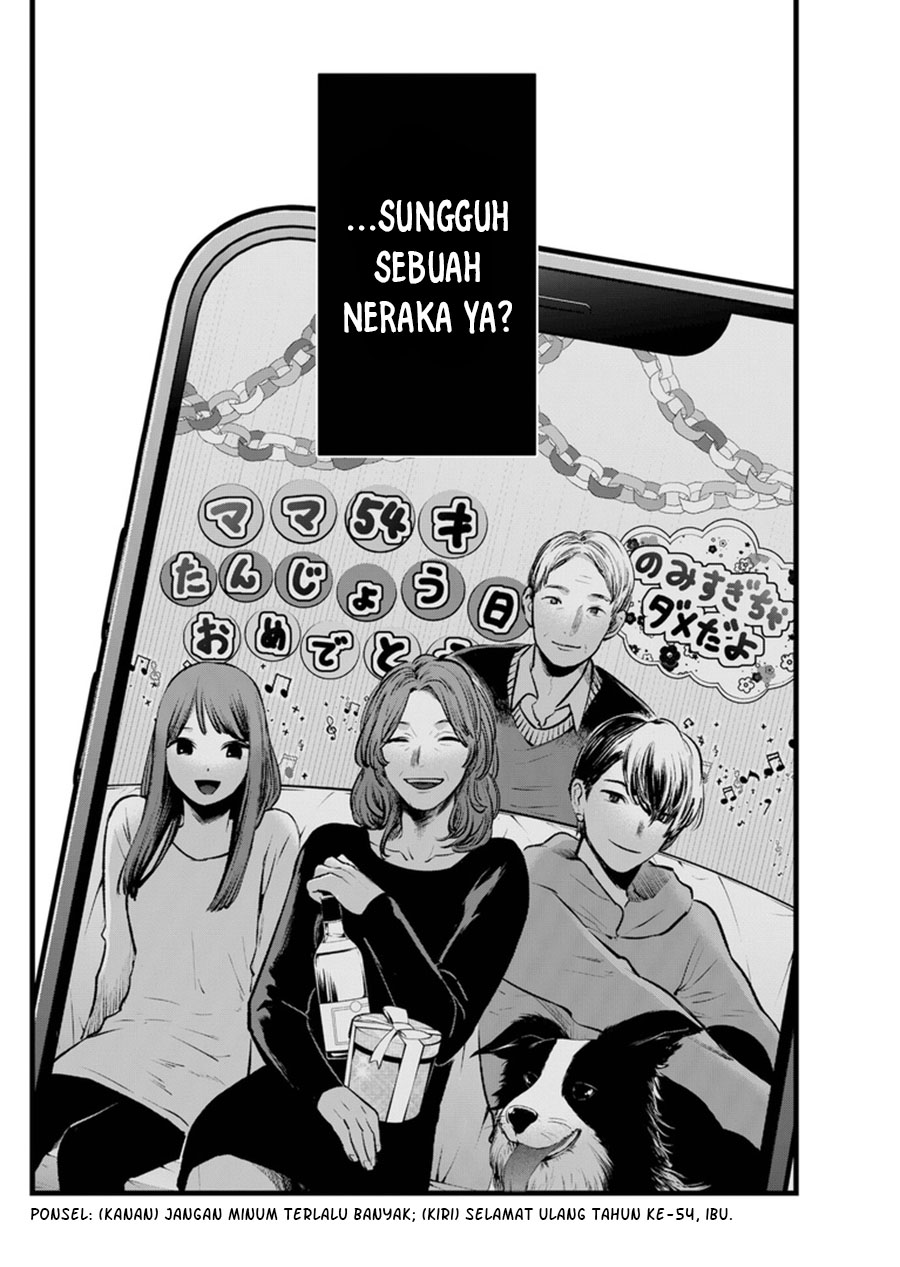 ...SUNGGUH
SEBUAH
NERAKA YA?
ママ54キ
たんじょう日
おめでと
のみすぎちゃ
ダメだよ
PONSEL: (KANAN) JANGAN MINUM TERLALU BANYAK; (KIRI) SELAMAT ULANG TAHUN KE-54, IBU.